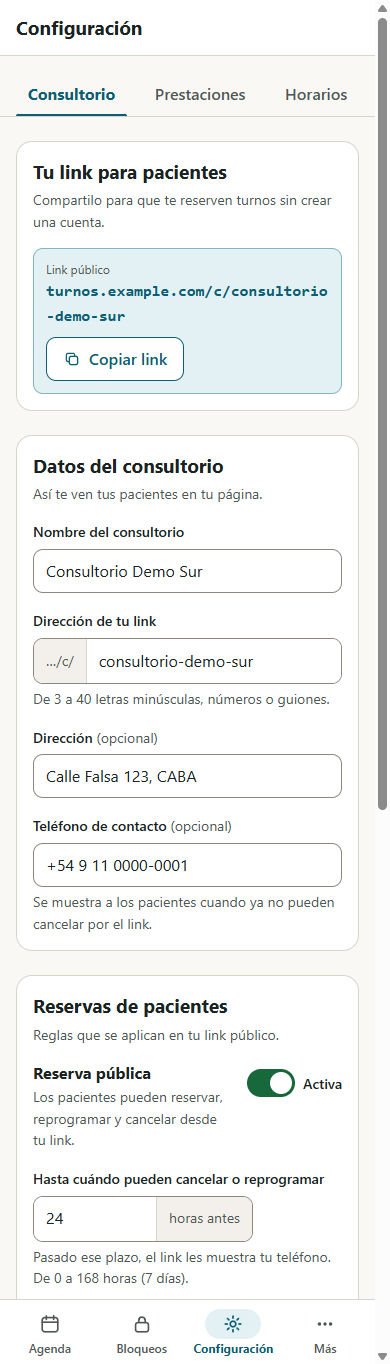 Configuración
Consultorio Prestaciones Horarios
Tu link para pacientes
Compartilo para que te reserven turnos sin crear
una cuenta.
Link público
turnos.example.com/c/consultorio
-demo-sur
Copiar link
Datos del consultorio
Así te ven tus pacientes en tu página.
Nombre del consultorio
Consultorio Demo Sur
Dirección de tu link
.../c/ consultorio-demo-sur
De 3 a 40 letras minúsculas, números o guiones.
Dirección (opcional)
Calle Falsa 123, CABA
Teléfono de contacto (opcional)
+54 9 11 0000-0001
Se muestra a los pacientes cuando ya no pueden
cancelar por el link.
Reservas de pacientes
Reglas que se aplican en tu link público.
Reserva pública
Los pacientes pueden reservar,
reprogramar y cancelar desde
tu link.
Activa
Hasta cuándo pueden cancelar o reprogramar
24 horas antes
Pasado ese plazo, el link les muestra tu teléfono.
De 0 a 168 horas (7 días).
Agenda Bloqueos Configuración Más